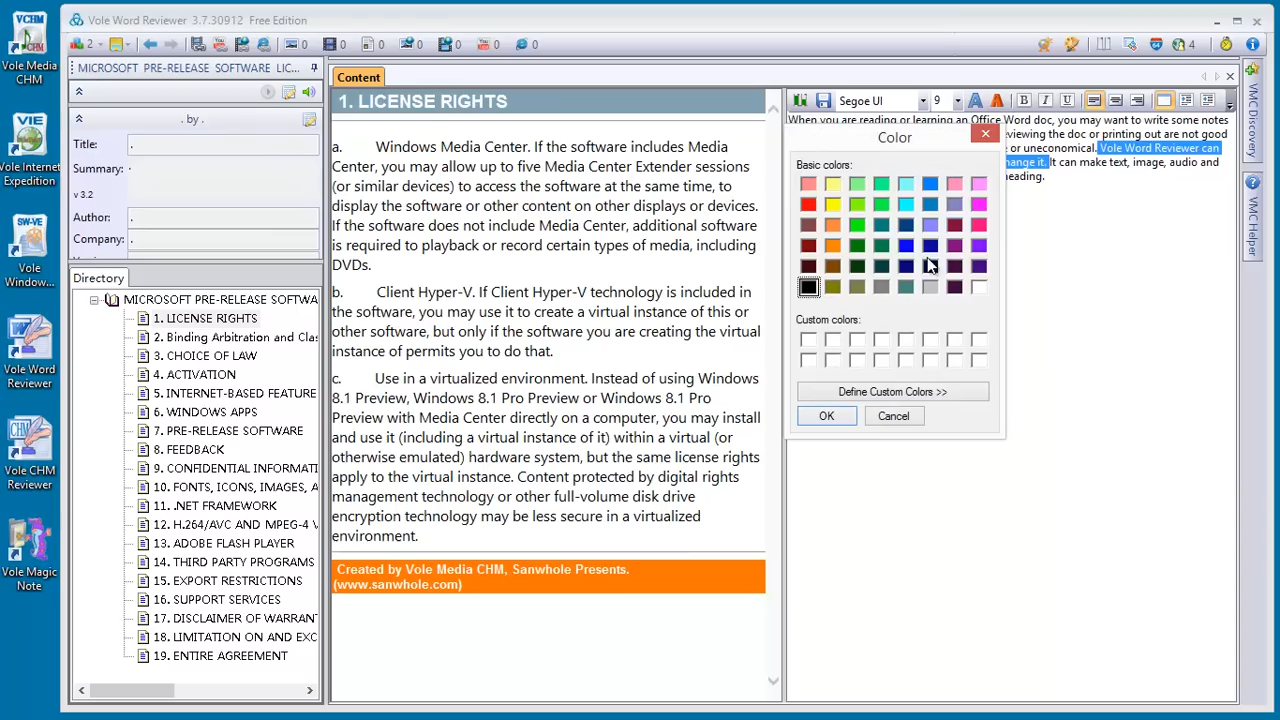 Vole Word Reviewer 3.7.30912 Free Edition
2
0
0
0
0
0
0
0
4
MICROSOFT PRE-RELEASE SOFTWARE LIC...
. by .
Title: .
Summary: .
v 3.2
Author: .
Company: .
Directory
MICROSOFT PRE-RELEASE SOFTWA
1. LICENSE RIGHTS
2. Binding Arbitration and Clas
3. CHOICE OF LAW
4. ACTIVATION
5. INTERNET-BASED FEATURE
6. WINDOWS APPS
7. PRE-RELEASE SOFTWARE
8. FEEDBACK
9. CONFIDENTIAL INFORMATI
10. FONTS, ICONS, IMAGES, A
11. .NET FRAMEWORK
12. H.264/AVC AND MPEG-4 V
13. ADOBE FLASH PLAYER
14. THIRD PARTY PROGRAMS
15. EXPORT RESTRICTIONS
16. SUPPORT SERVICES
17. DISCLAIMER OF WARRANT
18. LIMITATION ON AND EXC
19. ENTIRE AGREEMENT
Content
1. LICENSE RIGHTS
a. Windows Media Center. If the software includes Media
Center, you may allow up to five Media Center Extender sessions
(or similar devices) to access the software at the same time, to
display the software or other content on other displays or devices.
If the software does not include Media Center, additional software
is required to playback or record certain types of media, including
DVDs.
b. Client Hyper-V. If Client Hyper-V technology is included in
the software, you may use it to create a virtual instance of this or
other software, but only if the software you are creating the virtual
instance of permits you to do that.
c. Use in a virtualized environment. Instead of using Windows
8.1 Preview, Windows 8.1 Pro Preview or Windows 8.1 Pro
Preview with Media Center directly on a computer, you may install
and use it (including a virtual instance of it) within a virtual (or
otherwise emulated) hardware system, but the same license rights
apply to the virtual instance. Content protected by digital rights
management technology or other full-volume disk drive
encryption technology may be less secure in a virtualized
environment.
Created by Vole Media CHM, Sanwhole Presents.
(www.sanwhole.com)
Segoe UI 9 A A B I U
When you are reading or learning an Office Word doc, you may want to write some notes
viewing the doc or printing out are not good
or uneconomical. Vole Word Reviewer can
hange it. It can make text, image, audio and
eading.
Color
Basic colors:
Custom colors:
Define Custom Colors >>
OK Cancel
VMC Discovery
VMC Helper
VCHM
Vole Media
CHM
VIE
Vole Internet
Expedition
SW-VE
Vole
Window...
Vole Word
Reviewer
Vole CHM
Reviewer
Vole Magic
Note